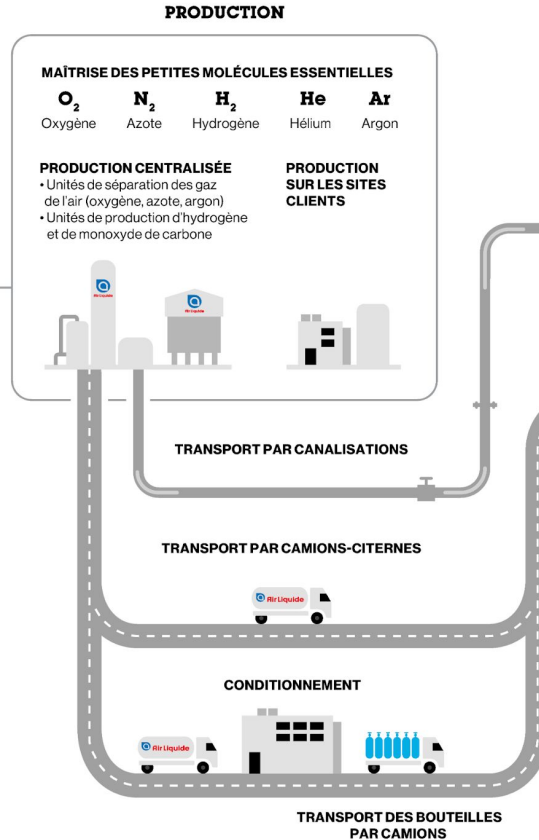 PRODUCTION
MAÎTRISE DES PETITES MOLÉCULES ESSENTIELLES
O₂ N₂ H₂ He Ar
Oxygène Azote Hydrogène Hélium Argon
PRODUCTION CENTRALISÉE
• Unités de séparation des gaz
de l'air (oxygène, azote, argon)
• Unités de production d'hydrogène
et de monoxyde de carbone
PRODUCTION
SUR LES SITES
CLIENTS
Air Liquide
Air Liquide
TRANSPORT PAR CANALISATIONS
TRANSPORT PAR CAMIONS-CITERNES
Air Liquide
CONDITIONNEMENT
Air Liquide
TRANSPORT DES BOUTEILLES
PAR CAMIONS